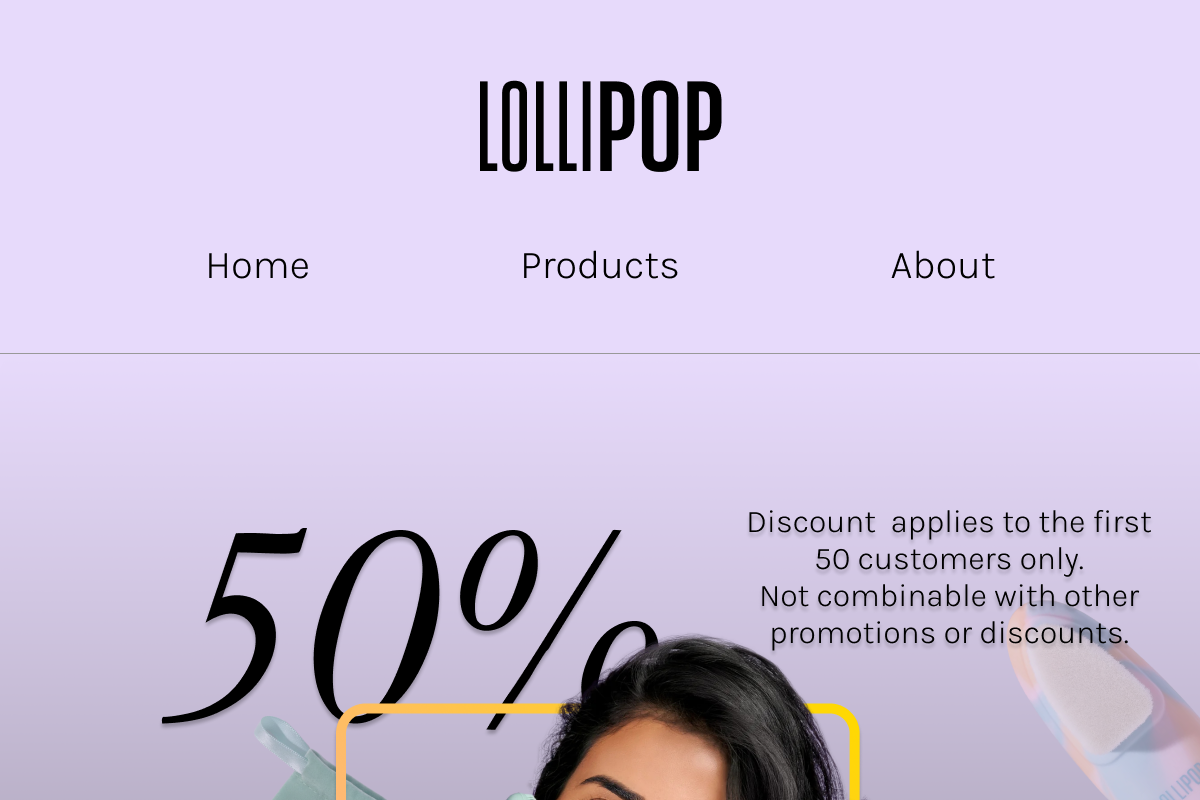 LOLLIPOP
Home Products About
50%
Discount applies to the first
50 customers only.
Not combinable with other
promotions or discounts.
LOLLIPOP